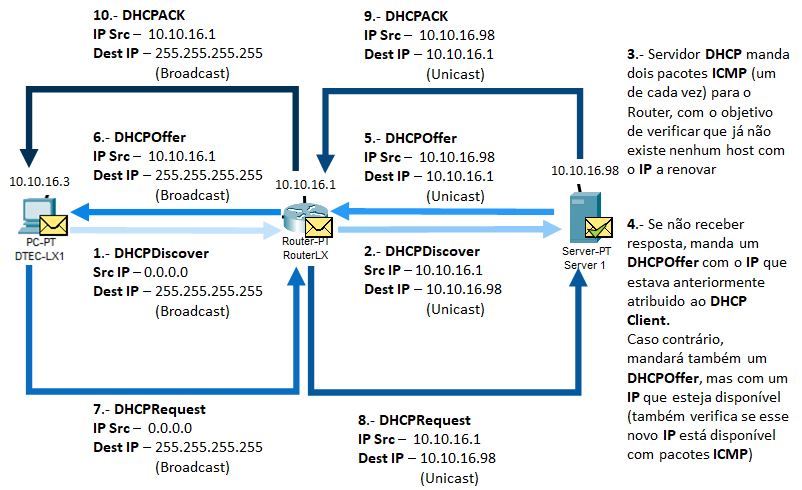 10.- DHCPACK
IP Src – 10.10.16.1
Dest IP – 255.255.255.255
(Broadcast)
9.- DHCPACK
IP Src – 10.10.16.98
Dest IP – 10.10.16.1
(Unicast)
3.- Servidor DHCP manda
dois pacotes ICMP (um
de cada vez) para o
Router, com o objetivo
de verificar que já não
existe nenhum host com
o IP a renovar
6.- DHCPOffer
IP Src – 10.10.16.1
Dest IP – 255.255.255.255
(Broadcast)
5.- DHCPOffer
IP Src – 10.10.16.98
Dest IP – 10.10.16.1
(Unicast)
10.10.16.3
10.10.16.1
10.10.16.98
PC-PT
DTEC-LX1
Router-PT
RouterLX
Server-PT
Server 1
1.- DHCPDiscover
Src IP – 0.0.0.0
Dest IP – 255.255.255.255
(Broadcast)
2.- DHCPDiscover
Src IP – 10.10.16.1
Dest IP – 10.10.16.98
(Unicast)
4.- Se não receber
resposta, manda um
DHCPOffer com o IP que
estava anteriormente
atribuido ao DHCP
Client.
Caso contrário,
mandará também um
DHCPOffer, mas com um
IP que esteja disponível
(também verifica se esse
novo IP está disponível
com pacotes ICMP)
7.- DHCPRequest
IP Src – 0.0.0.0
Dest IP – 255.255.255.255
(Broadcast)
8.- DHCPRequest
IP Src – 10.10.16.1
Dest IP – 10.10.16.98
(Unicast)